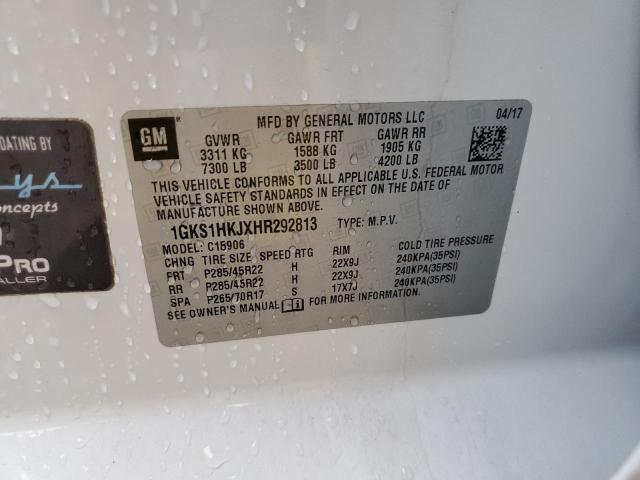 OATING BY
ys
oncepts
PRO
ALLER
GM
MFD BY GENERAL MOTORS LLC
04/17
GVWR GAWR FRT GAWR RR
3311 KG 1588 KG 1905 KG
7300 LB 3500 LB 4200 LB
THIS VEHICLE CONFORMS TO ALL APPLICABLE U.S. FEDERAL MOTOR
VEHICLE SAFETY STANDARDS IN EFFECT ON THE DATE OF
MANUFACTURE SHOWN ABOVE.
1GKS1HKJXHR292813 TYPE: M.P.V.
MODEL: C15906
CHNG TIRE SIZE SPEED RTG RIM COLD TIRE PRESSURE
FRT P285/45R22 H 22X9J 240KPA(35PSI)
RR P285/45R22 H 22X9J 240KPA(35PSI)
SPA P265/70R17 S 17X7J 240KPA(35PSI)
SEE OWNER'S MANUAL FOR MORE INFORMATION.